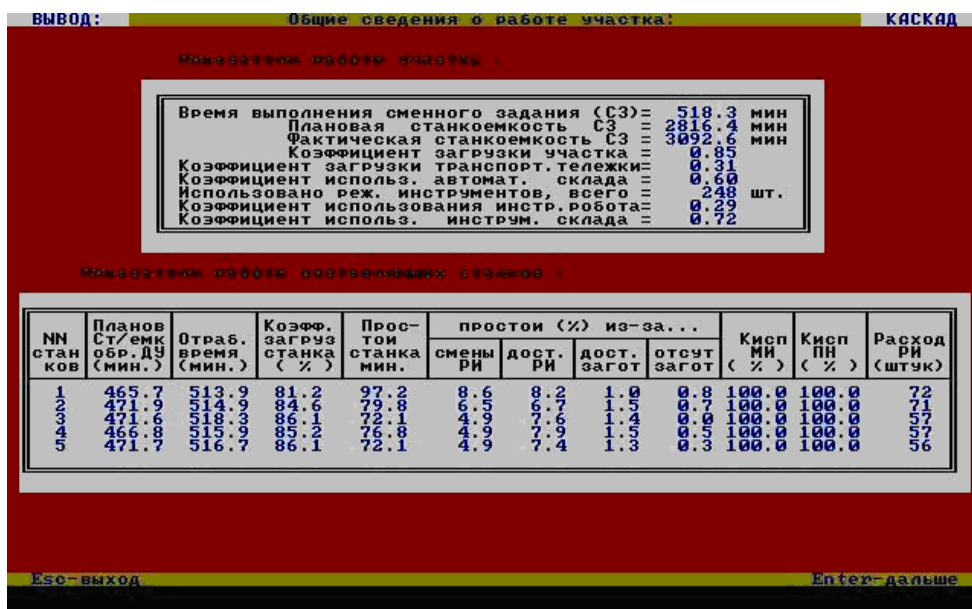 ВЫВОД: Общие сведения о работе участка: КАСКАД
Показатели работы участка :
Время выполнения сменного задания (СЗ)= 518.3 мин
Плановая станкоемкость СЗ = 2816.4 мин
Фактическая станкоемкость СЗ = 3092.6 мин
Коэффициент загрузки участка = 0.85
Коэффициент загрузки транспорт.тележки= 0.31
Коэффициент использ. автомат. склада = 0.60
Использовано реж. инструментов, всего = 248 шт.
Коэффициент использования инстр.робота= 0.29
Коэффициент использ. инструм. склада = 0.72
Показатели работы составляющих станков :
NN Планов Отраб. Коэфф. Прос- простои (%) из-за... Кисп Кисп Расход
стан Ст/емк время загруз тои смены дост. дост. отсут МИ ПН РИ
ков обр.ДУ (мин.) станка станка РИ РИ загот загот ( % ) ( % ) (штук)
(мин.) ( % ) мин.
1 465.7 513.9 81.2 97.2 8.6 8.2 1.0 0.8 100.0 100.0 72
2 471.9 514.9 84.6 79.8 6.5 6.7 1.5 0.7 100.0 100.0 71
3 471.6 518.3 86.1 72.1 4.9 7.6 1.4 0.0 100.0 100.0 57
4 466.8 515.9 85.2 76.8 4.9 7.9 1.5 0.5 100.0 100.0 57
5 471.7 516.7 86.1 72.1 4.9 7.4 1.3 0.3 100.0 100.0 56
Esc-выход Enter-дальше